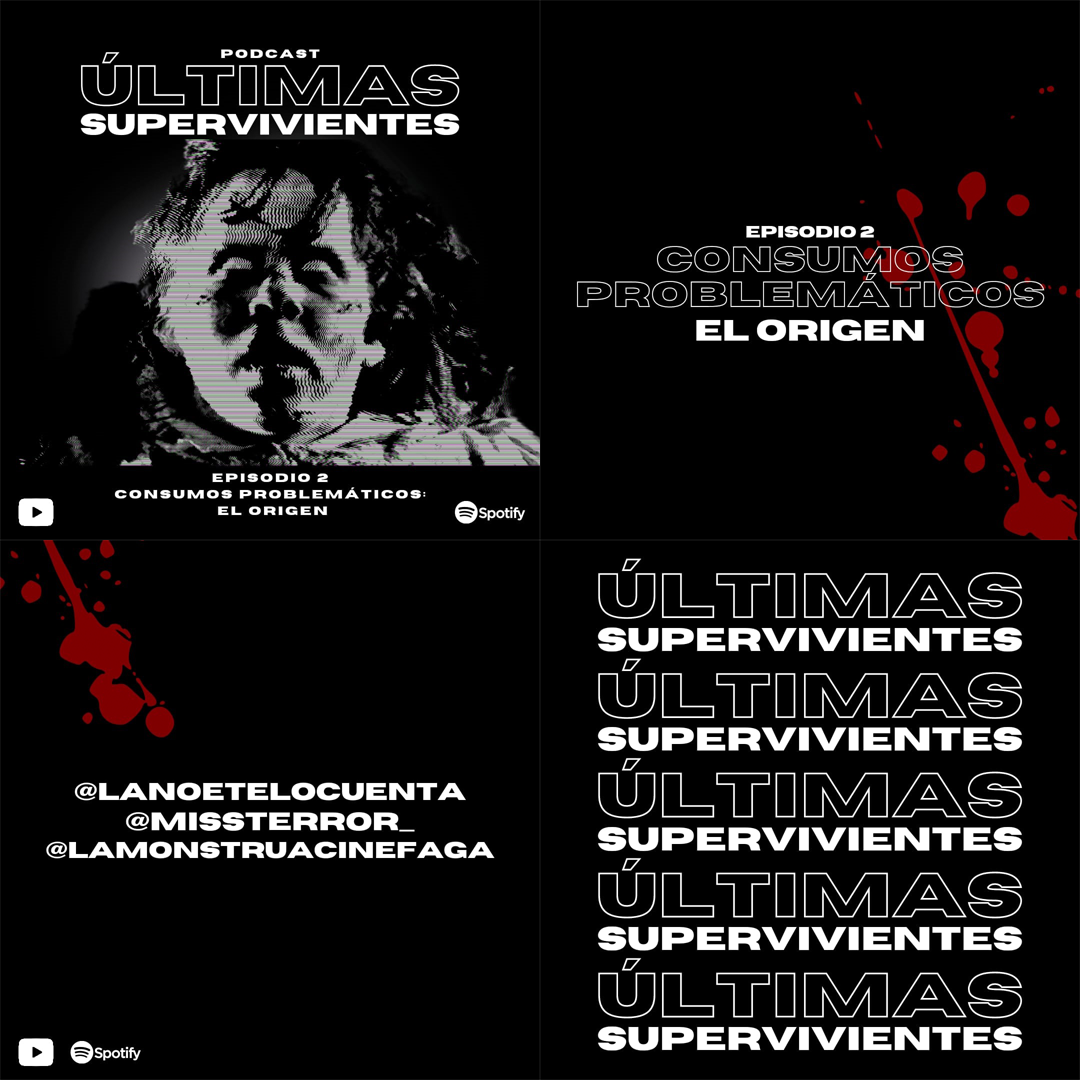 PODCAST
ÚLTIMAS
SUPERVIVIENTES
EPISODIO 2
CONSUMOS PROBLEMÁTICOS:
EL ORIGEN
Spotify
EPISODIO 2
CONSUMOS
PROBLEMÁTICOS
EL ORIGEN
@LANOETELOCUENTA
@MISSTERROR_
@LAMONSTRUACINEFAGA
Spotify
ÚLTIMAS
SUPERVIVIENTES
ÚLTIMAS
SUPERVIVIENTES
ÚLTIMAS
SUPERVIVIENTES
ÚLTIMAS
SUPERVIVIENTES
ÚLTIMAS
SUPERVIVIENTES